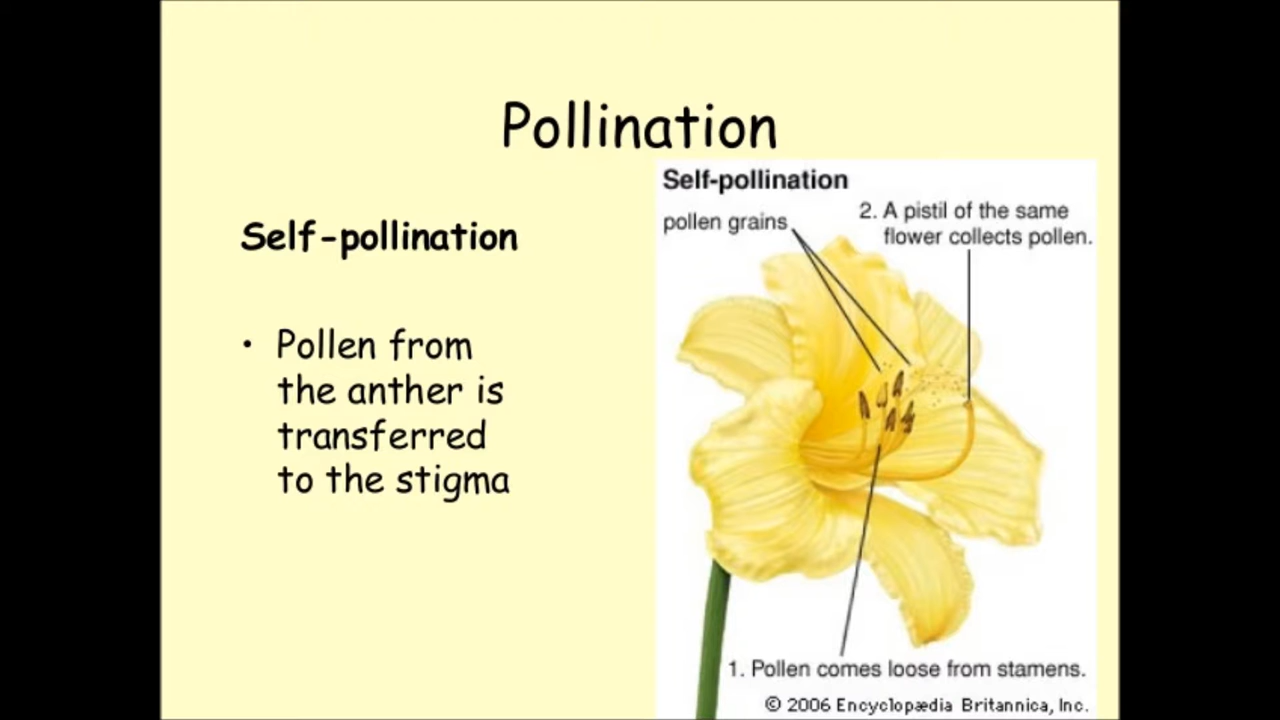 Pollination
Self-pollination
• Pollen from
the anther is
transferred
to the stigma
Self-pollination
pollen grains
2. A pistil of the same
flower collects pollen.
1. Pollen comes loose from stamens.
© 2006 Encyclopædia Britannica, Inc.